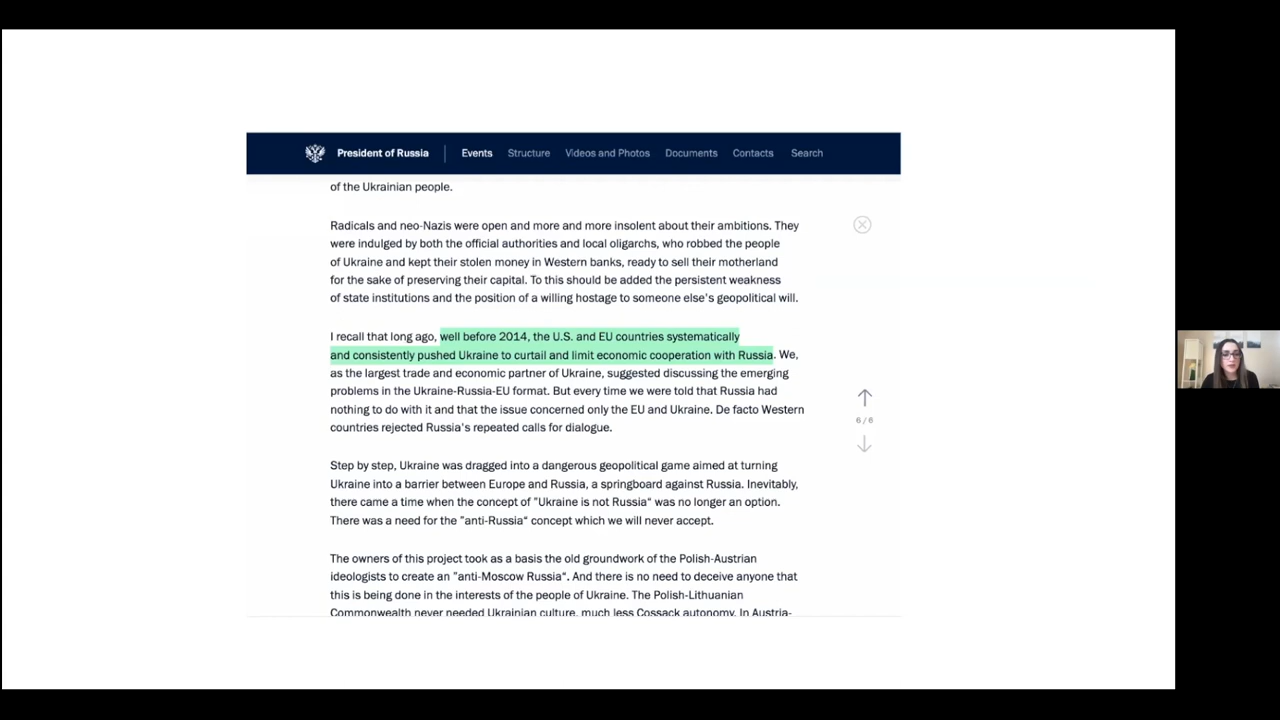 President of Russia Events Structure Videos and Photos Documents Contacts Search
of the Ukrainian people.
Radicals and neo-Nazis were open and more and more insolent about their ambitions. They
were indulged by both the official authorities and local oligarchs, who robbed the people
of Ukraine and kept their stolen money in Western banks, ready to sell their motherland
for the sake of preserving their capital. To this should be added the persistent weakness
of state institutions and the position of a willing hostage to someone else's geopolitical will.
I recall that long ago, well before 2014, the U.S. and EU countries systematically
and consistently pushed Ukraine to curtail and limit economic cooperation with Russia. We,
as the largest trade and economic partner of Ukraine, suggested discussing the emerging
problems in the Ukraine-Russia-EU format. But every time we were told that Russia had
nothing to do with it and that the issue concerned only the EU and Ukraine. De facto Western
countries rejected Russia's repeated calls for dialogue.
6/6
Step by step, Ukraine was dragged into a dangerous geopolitical game aimed at turning
Ukraine into a barrier between Europe and Russia, a springboard against Russia. Inevitably,
there came a time when the concept of "Ukraine is not Russia" was no longer an option.
There was a need for the "anti-Russia" concept which we will never accept.
The owners of this project took as a basis the old groundwork of the Polish-Austrian
ideologists to create an "anti-Moscow Russia". And there is no need to deceive anyone that
this is being done in the interests of the people of Ukraine. The Polish-Lithuanian
Commonwealth never needed Ukrainian culture, much less Cossack autonomy. In Austria-